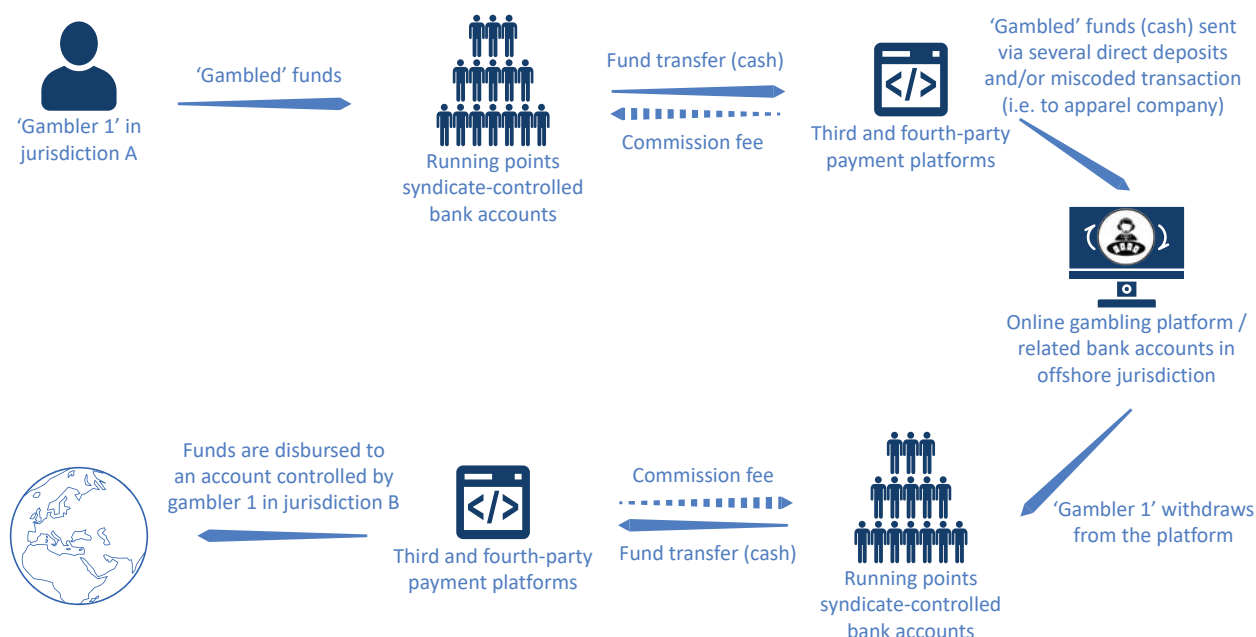 'Gambler 1' in
jurisdiction A
'Gambled' funds
Running points
syndicate-controlled
bank accounts
Fund transfer (cash)
Commission fee
</>
Third and fourth-party
payment platforms
'Gambled' funds (cash) sent
via several direct deposits
and/or miscoded transaction
(i.e. to apparel company)
Online gambling platform /
related bank accounts in
offshore jurisdiction
'Gambler 1' withdraws
from the platform
Running points
syndicate-controlled
bank accounts
Commission fee
Fund transfer (cash)
</>
Third and fourth-party
payment platforms
Funds are disbursed to
an account controlled by
gambler 1 in jurisdiction B